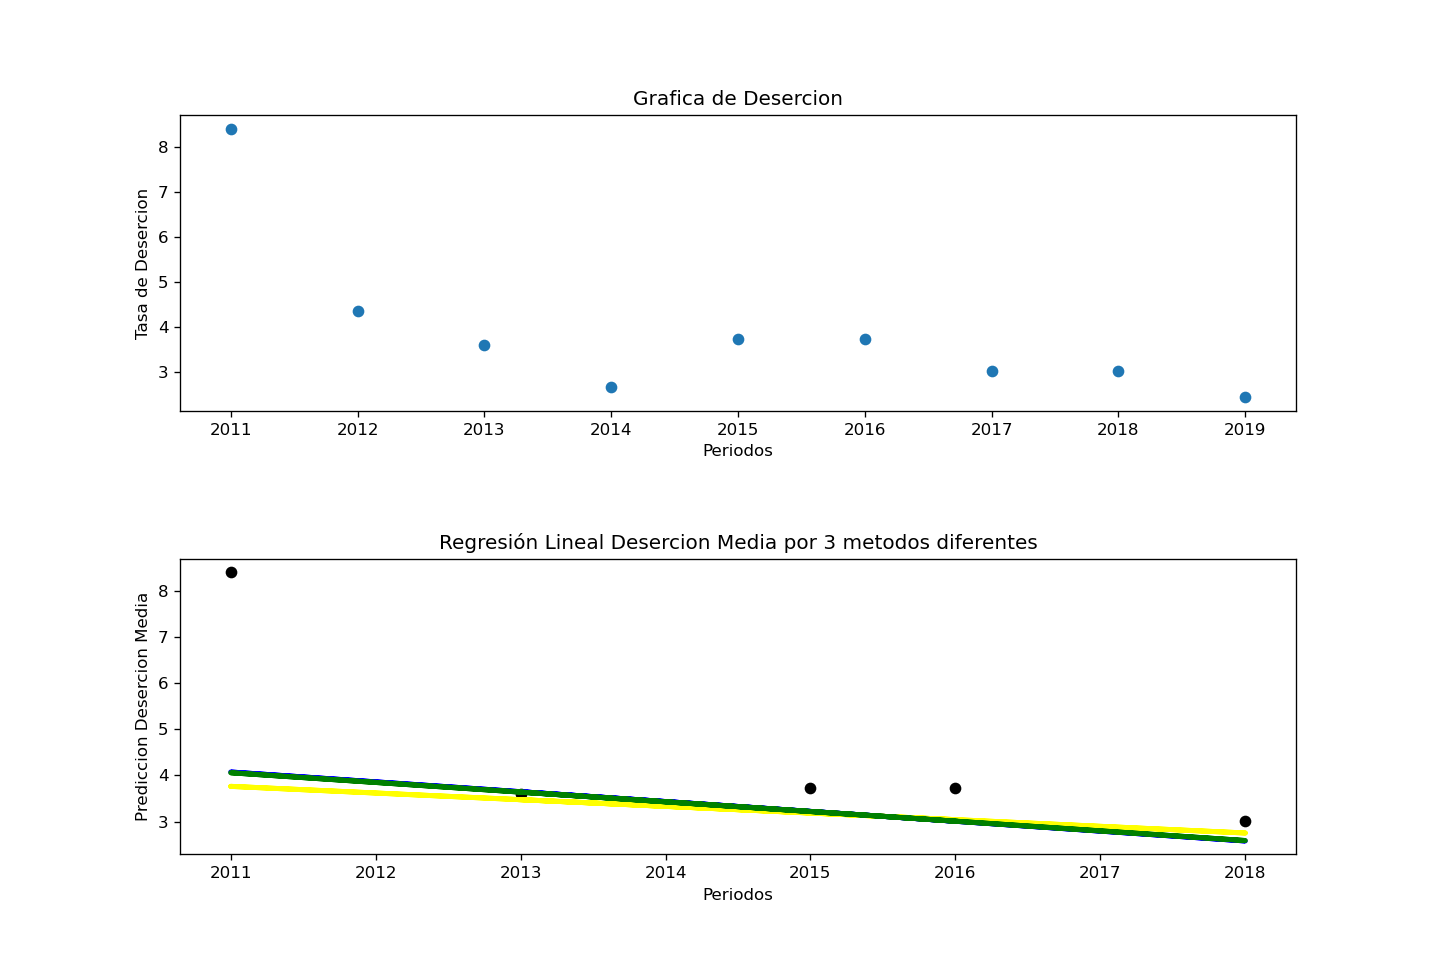 Grafica de Desercion
8
7
6
5
4
3
Tasa de Desercion
2011 2012 2013 2014 2015 2016 2017 2018 2019
Periodos
Regresión Lineal Desercion Media por 3 metodos diferentes
8
7
6
5
4
3
Prediccion Desercion Media
2011 2012 2013 2014 2015 2016 2017 2018
Periodos